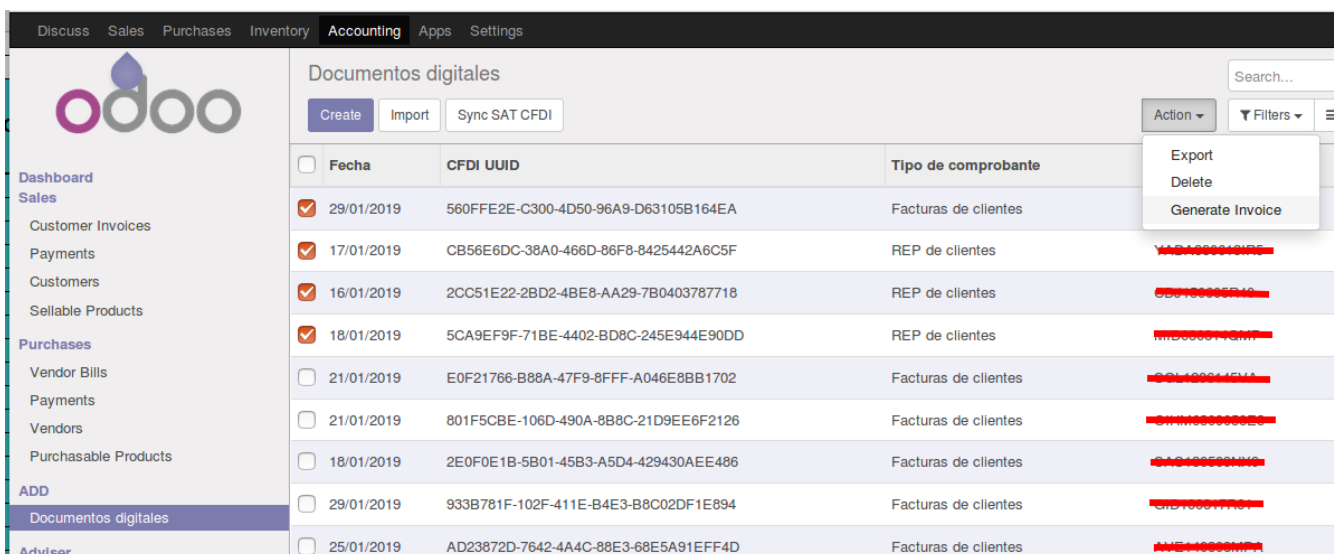 Discuss Sales Purchases Inventory Accounting Apps Settings
odoo
Documentos digitales
Search...
Create Import Sync SAT CFDI Action Filters
Export
Delete
Generate Invoice
Dashboard
Sales
Customer Invoices
Payments
Customers
Sellable Products
Purchases
Vendor Bills
Payments
Vendors
Purchasable Products
ADD
Documentos digitales
Adviser
Fecha CFDI UUID Tipo de comprobante
29/01/2019 560FFE2E-C300-4D50-96A9-D63105B164EA Facturas de clientes
17/01/2019 CB56E6DC-38A0-466D-86F8-8425442A6C5F REP de clientes
16/01/2019 2CC51E22-2BD2-4BE8-AA29-7B0403787718 REP de clientes
18/01/2019 5CA9EF9F-71BE-4402-BD8C-245E944E90DD REP de clientes
21/01/2019 E0F21766-B88A-47F9-8FFF-A046E8BB1702 Facturas de clientes
21/01/2019 801F5CBE-106D-490A-8B8C-21D9EE6F2126 Facturas de clientes
18/01/2019 2E0F0E1B-5B01-45B3-A5D4-429430AEE486 Facturas de clientes
29/01/2019 933B781F-102F-411E-B4E3-B8C02DF1E894 Facturas de clientes
25/01/2019 AD23872D-7642-4A4C-88E3-68E5A91EFF4D Facturas de clientes